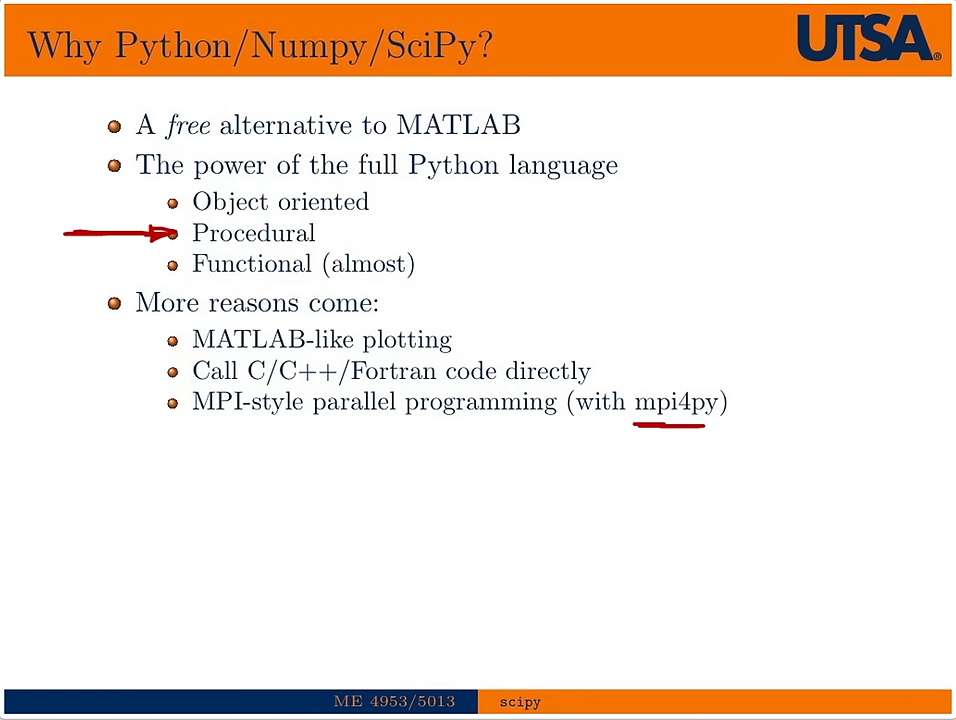 Why Python/Numpy/SciPy?
UTSA®
A free alternative to MATLAB
The power of the full Python language
Object oriented
Procedural
Functional (almost)
More reasons come:
MATLAB-like plotting
Call C/C++/Fortran code directly
MPI-style parallel programming (with mpi4py)
ME 4953/5013
scipy